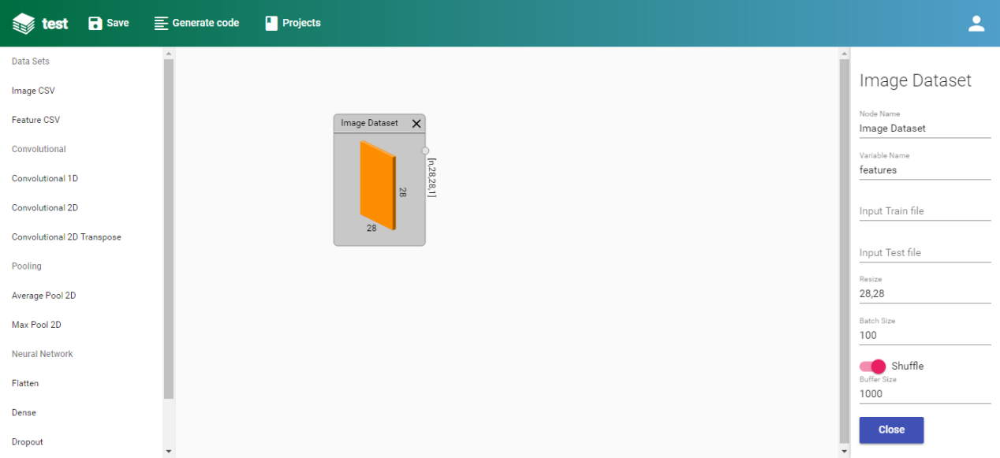 test
Save
Generate code
Projects
Data Sets
Image CSV
Feature CSV
Convolutional
Convolutional 1D
Convolutional 2D
Convolutional 2D Transpose
Pooling
Average Pool 2D
Max Pool 2D
Neural Network
Flatten
Dense
Dropout
Image Dataset
[n,28,28,1]
28
28
Image Dataset
Node Name
Image Dataset
Variable Name
features
Input Train file
Input Test file
Resize
28,28
Batch Size
100
Shuffle
Buffer Size
1000
Close